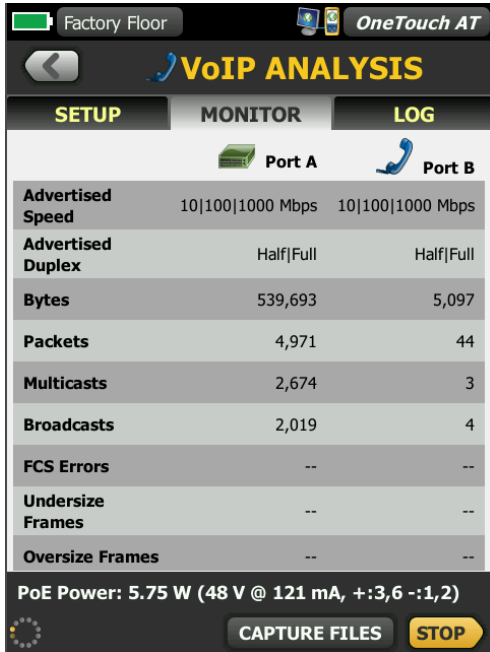 Factory Floor OneTouch AT
VoIP ANALYSIS
SETUP MONITOR LOG
Port A Port B
Advertised
Speed 10|100|1000 Mbps 10|100|1000 Mbps
Advertised
Duplex Half|Full Half|Full
Bytes 539,693 5,097
Packets 4,971 44
Multicasts 2,674 3
Broadcasts 2,019 4
FCS Errors -- --
Undersize
Frames -- --
Oversize Frames -- --
PoE Power: 5.75 W (48 V @ 121 mA, +:3,6 -:1,2)
CAPTURE FILES STOP